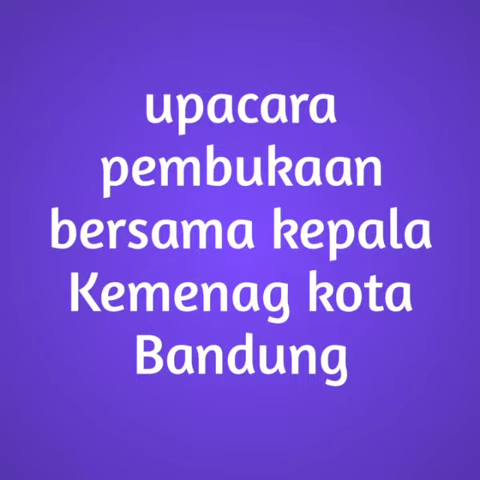 upacara
pembukaan
bersama kepala
Kemenag kota
Bandung